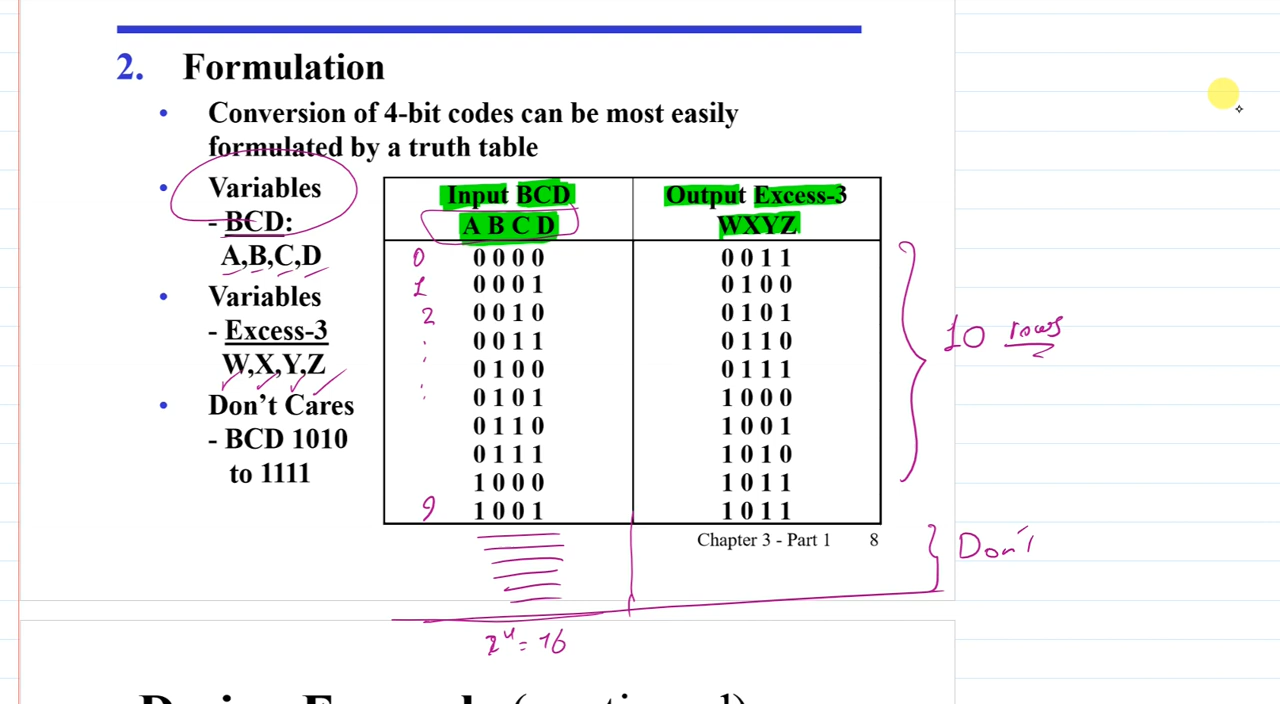 2. Formulation
• Conversion of 4-bit codes can be most easily
formulated by a truth table
• Variables
- BCD:
A,B,C,D
• Variables
- Excess-3
W,X,Y,Z
• Don’t Cares
- BCD 1010
to 1111
Input BCD Output Excess-3
A B C D WXYZ
0 0 0 0 0 0 0 1 1
1 0 0 0 1 0 1 0 0
2 0 0 1 0 0 1 0 1
0 0 1 1 0 1 1 0
0 1 0 0 0 1 1 1
0 1 0 1 1 0 0 0
0 1 1 0 1 0 0 1
0 1 1 1 1 0 1 0
1 0 0 0 1 0 1 1
9 1 0 0 1 1 0 1 1
10 rows
Chapter 3 - Part 1 8
Don't
2⁴ = 16